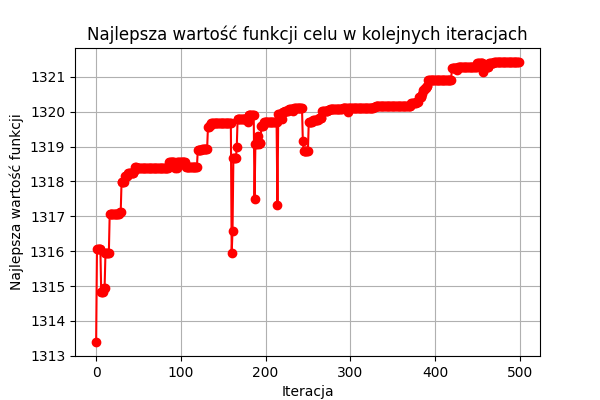 Najlepsza wartość funkcji celu w kolejnych iteracjach
Najlepsza wartość funkcji
1321
1320
1319
1318
1317
1316
1315
1314
1313
0 100 200 300 400 500
Iteracja